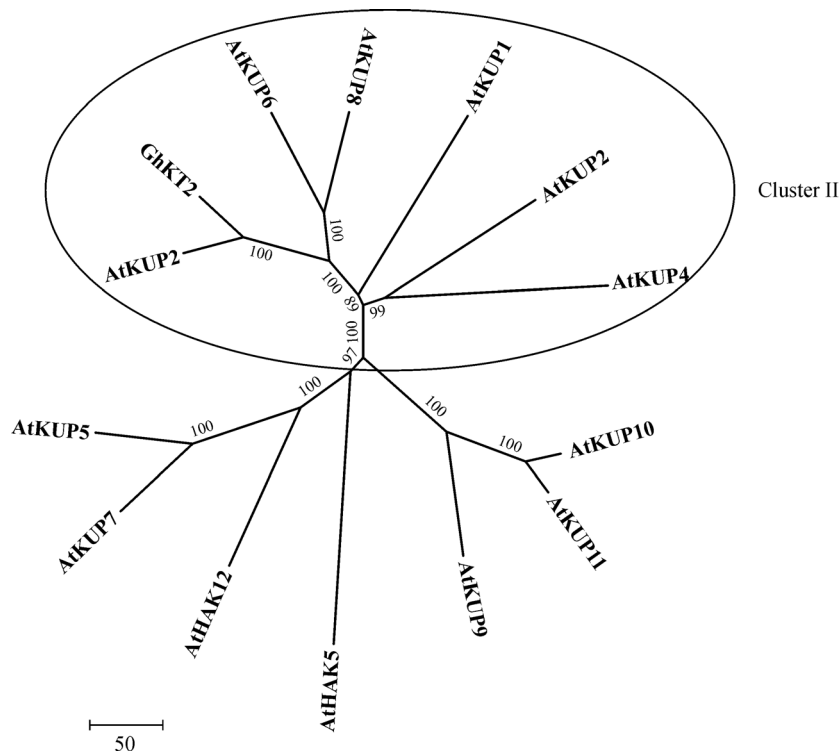 AtKUP6
AtKUP8
AtKUP1
GhKT2
AtKUP2
Cluster II
AtKUP2
AtKUP4
100
100
100
89
99
100
97
100
100
100
100
AtKUP5
AtKUP10
AtKUP7
AtKUP11
AtHAK12
AtKUP9
AtHAK5
50